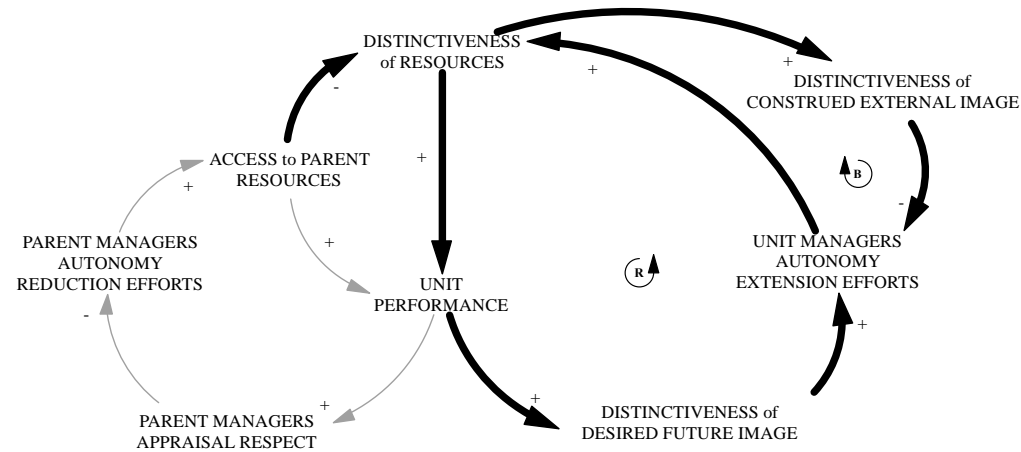 DISTINCTIVENESS
of RESOURCES
+
+
DISTINCTIVENESS of
CONSTRUED EXTERNAL IMAGE
-
ACCESS to PARENT
RESOURCES
+
B
+
-
PARENT MANAGERS
AUTONOMY
REDUCTION EFFORTS
+
UNIT MANAGERS
AUTONOMY
EXTENSION EFFORTS
R
UNIT
PERFORMANCE
-
+
+
+
PARENT MANAGERS
APPRAISAL RESPECT
DISTINCTIVENESS of
DESIRED FUTURE IMAGE